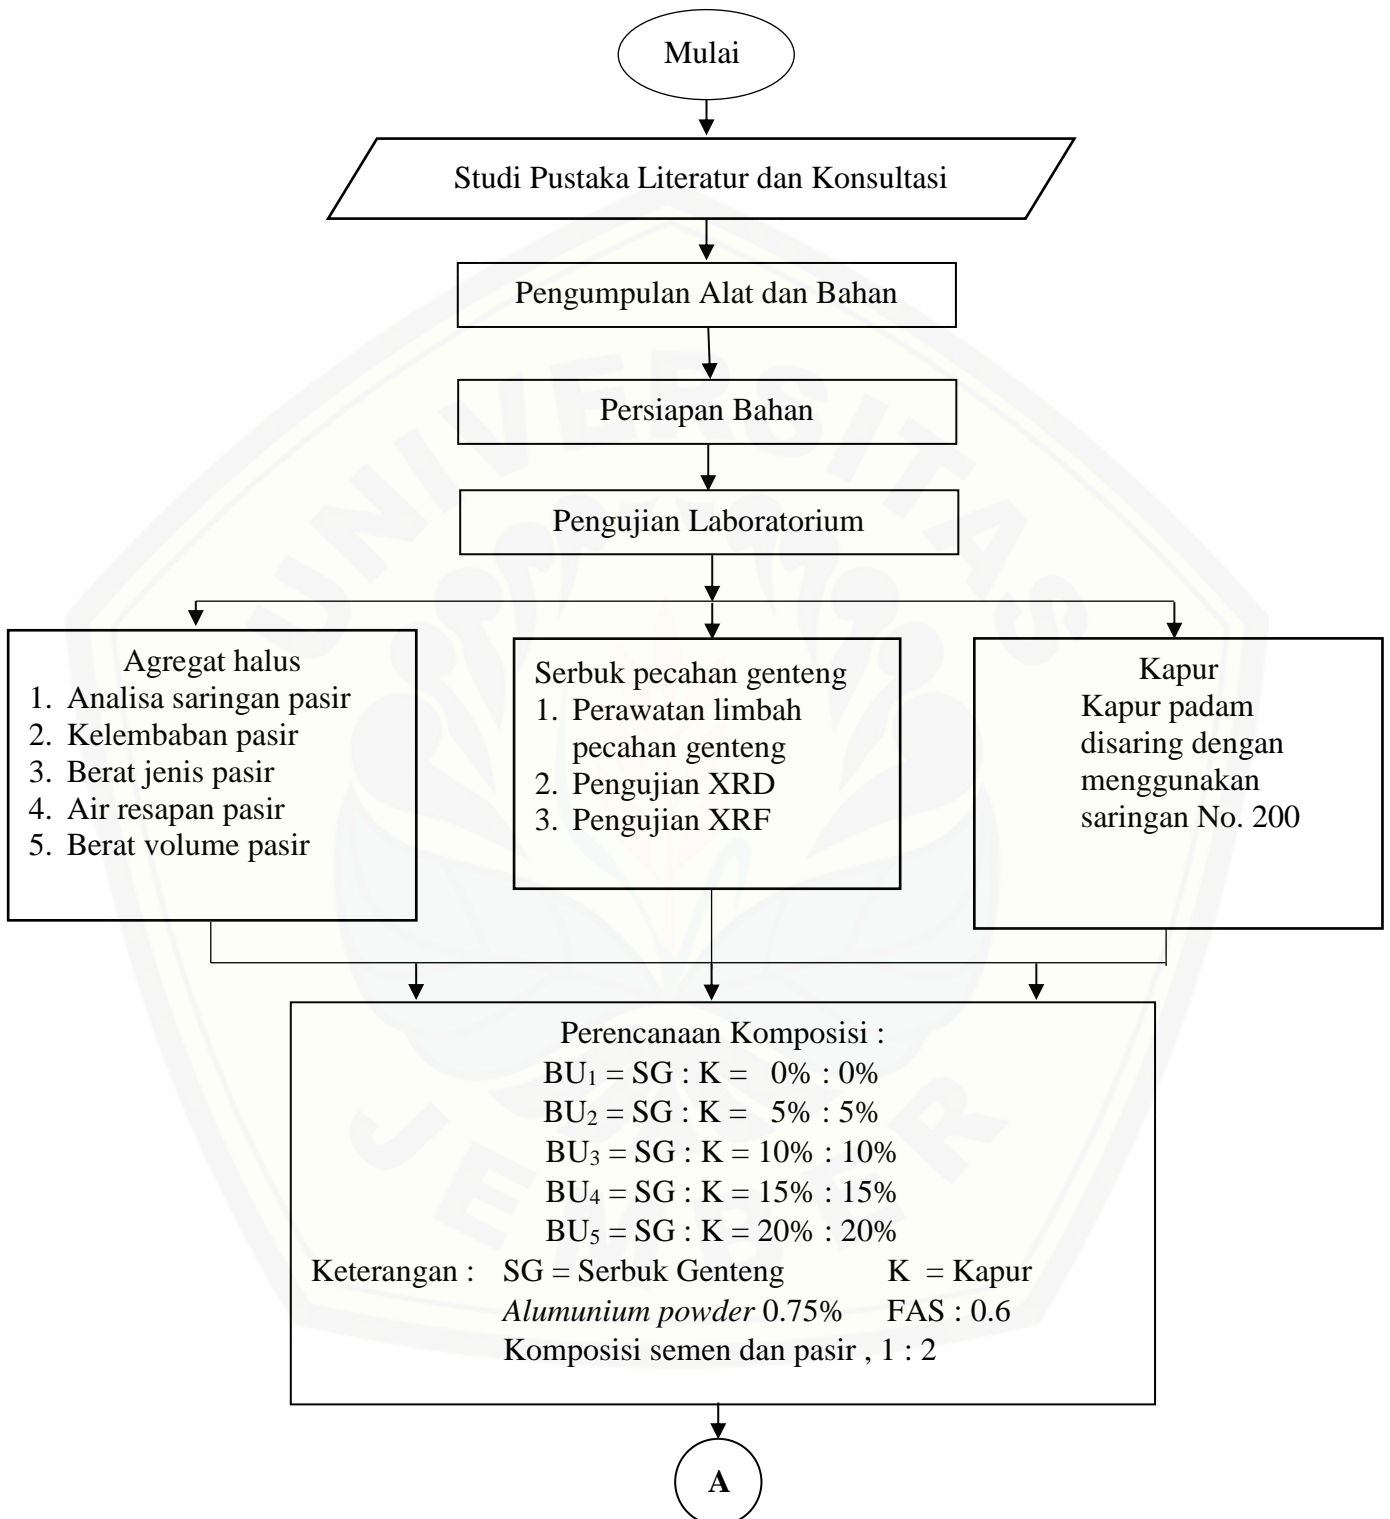 Mulai
Studi Pustaka Literatur dan Konsultasi
Pengumpulan Alat dan Bahan
Persiapan Bahan
Pengujian Laboratorium
Agregat halus
1. Analisa saringan pasir
2. Kelembaban pasir
3. Berat jenis pasir
4. Air resapan pasir
5. Berat volume pasir
Serbuk pecahan genteng
1. Perawatan limbah
pecahan genteng
2. Pengujian XRD
3. Pengujian XRF
Kapur
Kapur padam
disaring dengan
menggunakan
saringan No. 200
Perencanaan Komposisi :
BU₁ = SG : K = 0% : 0%
BU₂ = SG : K = 5% : 5%
BU₃ = SG : K = 10% : 10%
BU₄ = SG : K = 15% : 15%
BU₅ = SG : K = 20% : 20%
Keterangan : SG = Serbuk Genteng K = Kapur
Alumunium powder 0.75% FAS : 0.6
Komposisi semen dan pasir , 1 : 2
A
UNIVERSITAS
JEMBER